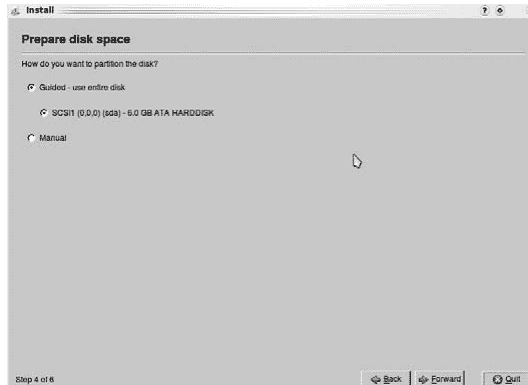 Install
Prepare disk space
How do you want to partition the disk?
Guided - use entire disk
SCSI1 (0,0,0) (sda) - 6.0 GB ATA HARDDISK
Manual
Step 4 of 6
Back
Forward
Quit